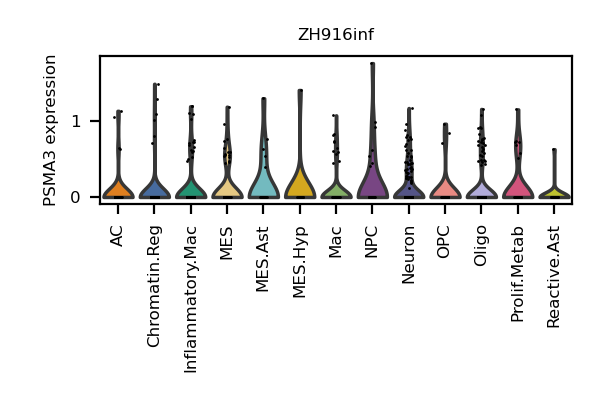 ZH916inf
PSMA3 expression
1
0
AC
Chromatin.Reg
Inflammatory.Mac
MES
MES.Ast
MES.Hyp
Mac
NPC
Neuron
OPC
Oligo
Prolif.Metab
Reactive.Ast